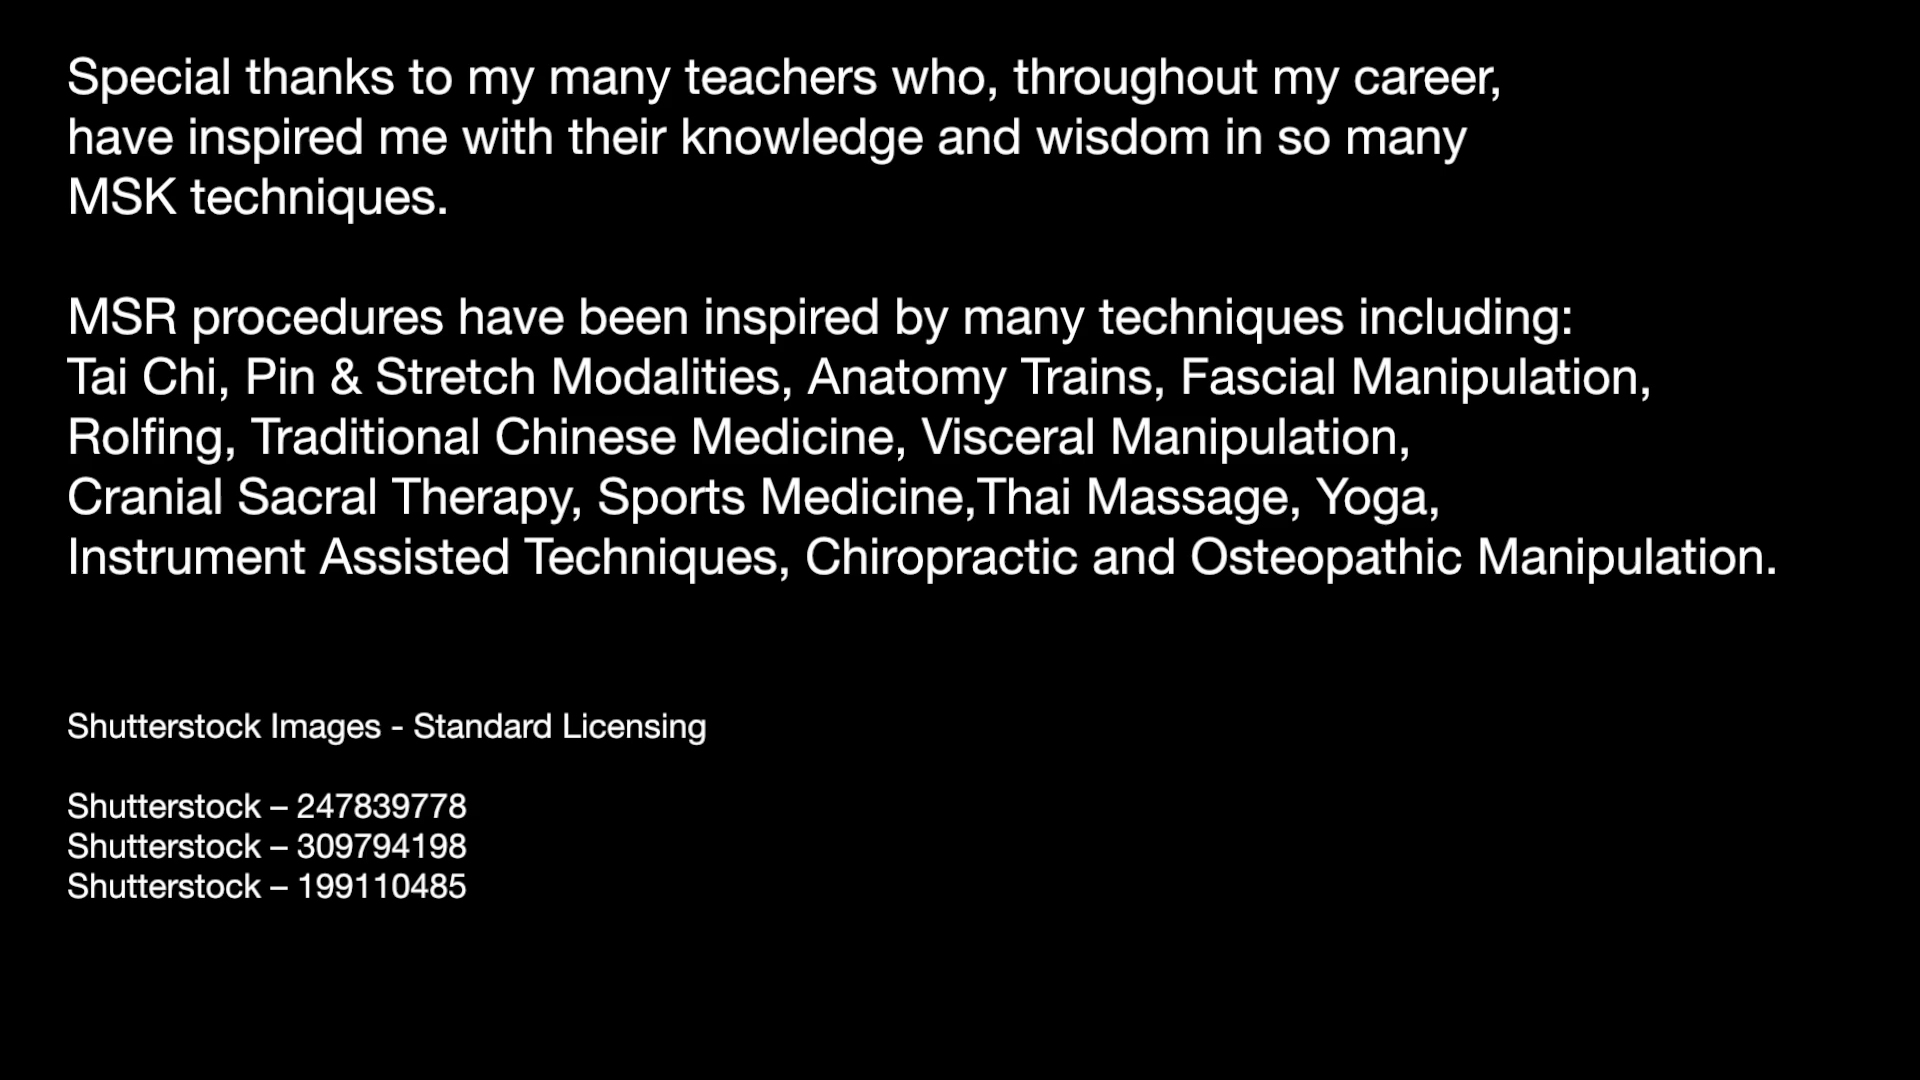 Special thanks to my many teachers who, throughout my career,
have inspired me with their knowledge and wisdom in so many
MSK techniques.
MSR procedures have been inspired by many techniques including:
Tai Chi, Pin & Stretch Modalities, Anatomy Trains, Fascial Manipulation,
Rolfing, Traditional Chinese Medicine, Visceral Manipulation,
Cranial Sacral Therapy, Sports Medicine,Thai Massage, Yoga,
Instrument Assisted Techniques, Chiropractic and Osteopathic Manipulation.
Shutterstock Images - Standard Licensing
Shutterstock – 247839778
Shutterstock – 309794198
Shutterstock – 199110485